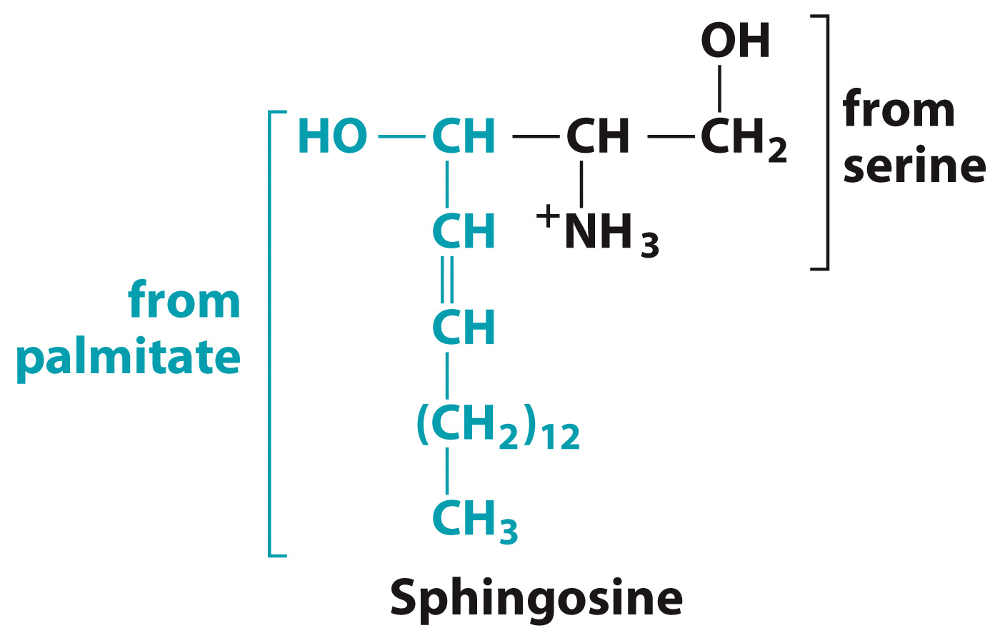 OH
HO — CH — CH — CH₂
from
serine
CH
⁺NH₃
from
palmitate
CH
(CH₂)₁₂
CH₃
Sphingosine